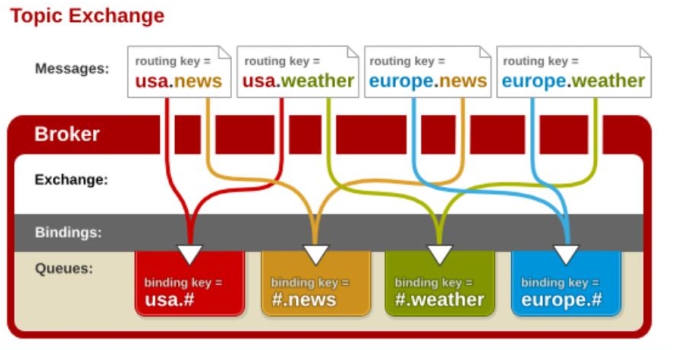 Topic Exchange
Messages:
routing key =
usa.news
routing key =
usa.weather
routing key =
europe.news
routing key =
europe.weather
Broker
Exchange:
Bindings:
Queues:
binding key =
usa.#
binding key =
#.news
binding key =
#.weather
binding key =
europe.#